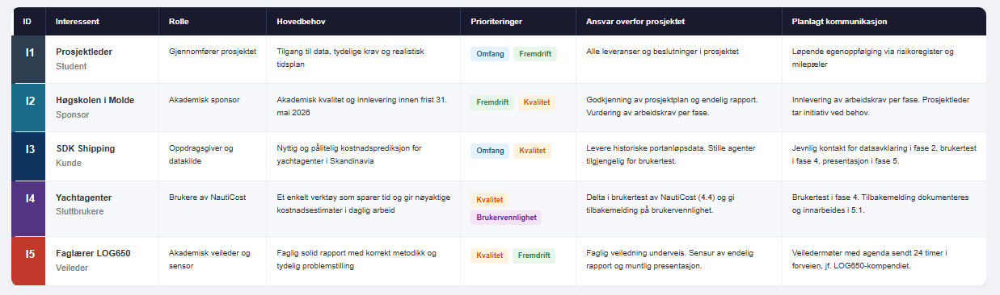 ID Interessent Rolle Hovedbehov Prioriteringer Ansvar overfor prosjektet Planlagt kommunikasjon
I1
Prosjektleder
Student
Gjennomfører prosjektet
Tilgang til data, tydelige krav og realistisk
tidsplan
Omfang Fremdrift
Alle leveranser og beslutninger i prosjektet
Løpende egenoppfølging via risikoregister og
milepæler
I2
Høgskolen i Molde
Sponsor
Akademisk sponsor
Akademisk kvalitet og innlevering innen frist 31.
mai 2026
Fremdrift Kvalitet
Godkjenning av prosjektplan og endelig rapport.
Vurdering av arbeidskrav per fase.
Innlevering av arbeidskrav per fase. Prosjektleder
tar initiativ ved behov.
I3
SDK Shipping
Kunde
Oppdragsgiver og
datakilde
Nyttig og pålitelig kostnadsprediksjon for
yachtagenter i Skandinavia
Omfang Kvalitet
Levere historiske portanløpsdata. Stille agenter
tilgjengelig for brukertest.
Jevnlig kontakt for dataavklaring i fase 2, brukertest
i fase 4, presentasjon i fase 5.
I4
Yachtagenter
Sluttbrukere
Brukere av NautiCost
Et enkelt verktøy som sparer tid og gir nøyaktige
kostnadsestimater i daglig arbeid
Kvalitet
Brukervennlighet
Delta i brukertest av NautiCost (4.4) og gi
tilbakemelding på brukervennlighet.
Brukertest i fase 4. Tilbakemelding dokumenteres
og innarbeides i 5.1.
I5
Faglærer LOG650
Veileder
Akademisk veileder og
sensor
Faglig solid rapport med korrekt metodikk og
tydelig problemstilling
Kvalitet Fremdrift
Faglig veiledning underveis. Sensur av endelig
rapport og muntlig presentasjon.
Veiledermøter med agenda sendt 24 timer i
forveien, jf. LOG650-kompendiet.